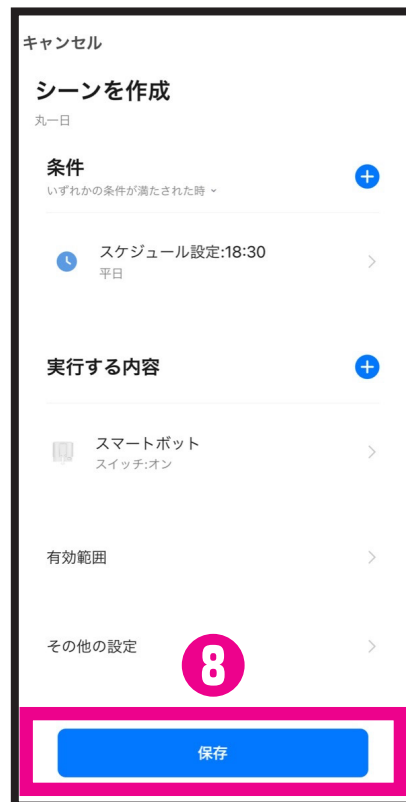 キャンセル
シーンを作成
丸一日
条件
いずれかの条件が満たされた時
スケジュール設定:18:30
平日
実行する内容
スマートボット
スイッチ:オン
有効範囲
その他の設定
8
保存